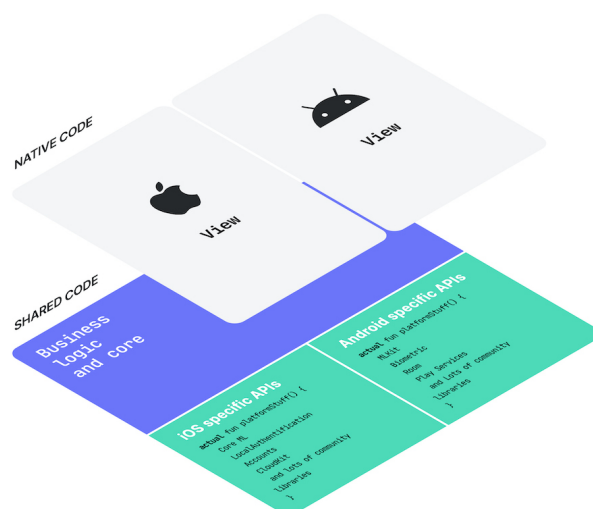 NATIVE CODE
View
View
SHARED CODE
Business
logic
and core
iOS specific APIs
actual fun platformStuff() {
Core ML
LocalAuthentication
Accounts
CloudKit
and lots of community
libraries
}
Android specific APIs
actual fun platformStuff() {
MLKit
Biometric
Room
Play Services
and Lots of community
libraries
}